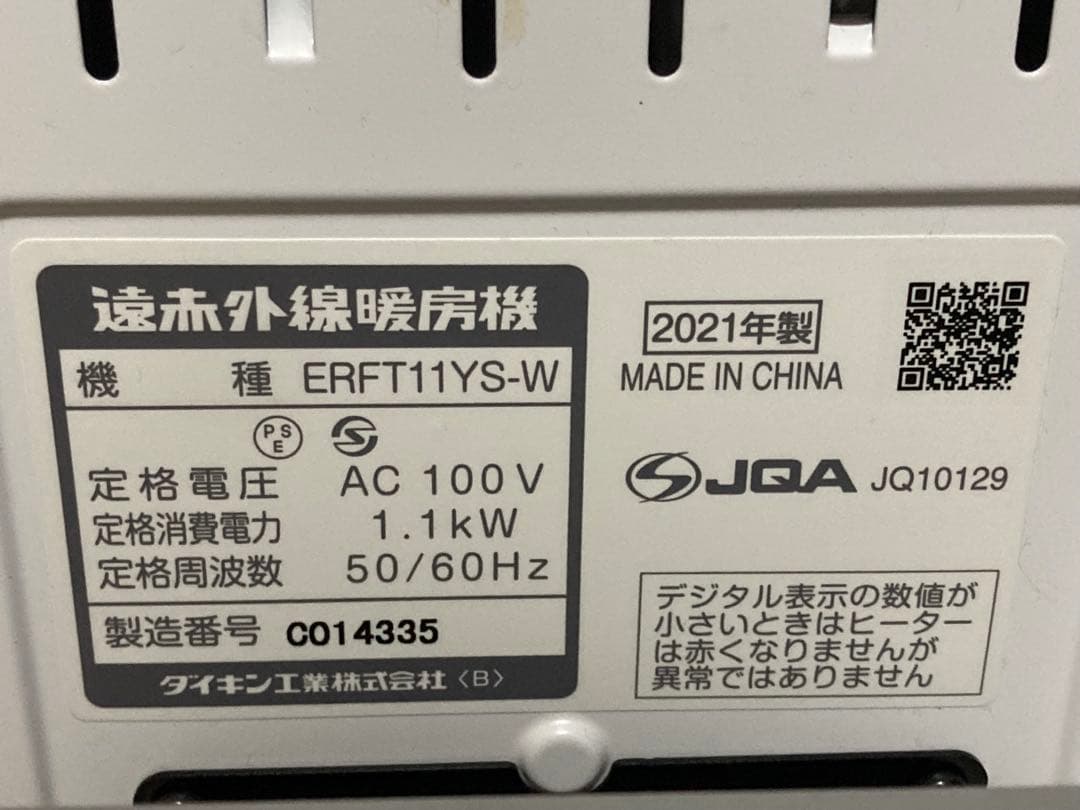 遠赤外線暖房機
機種 ERFT11YS-W
PSE
定格電圧 AC 100V
定格消費電力 1.1kW
定格周波数 50/60Hz
製造番号 C014335
ダイキン工業株式会社〈B〉
2021年製
MADE IN CHINA
JQA JQ10129
デジタル表示の数値が
小さいときはヒーター
は赤くなりませんが
異常ではありません